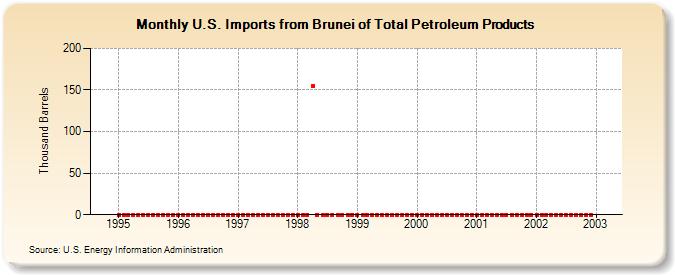 Monthly U.S. Imports from Brunei of Total Petroleum Products
Thousand Barrels
200
150
100
50
0
1995 1996 1997 1998 1999 2000 2001 2002 2003
Source: U.S. Energy Information Administration